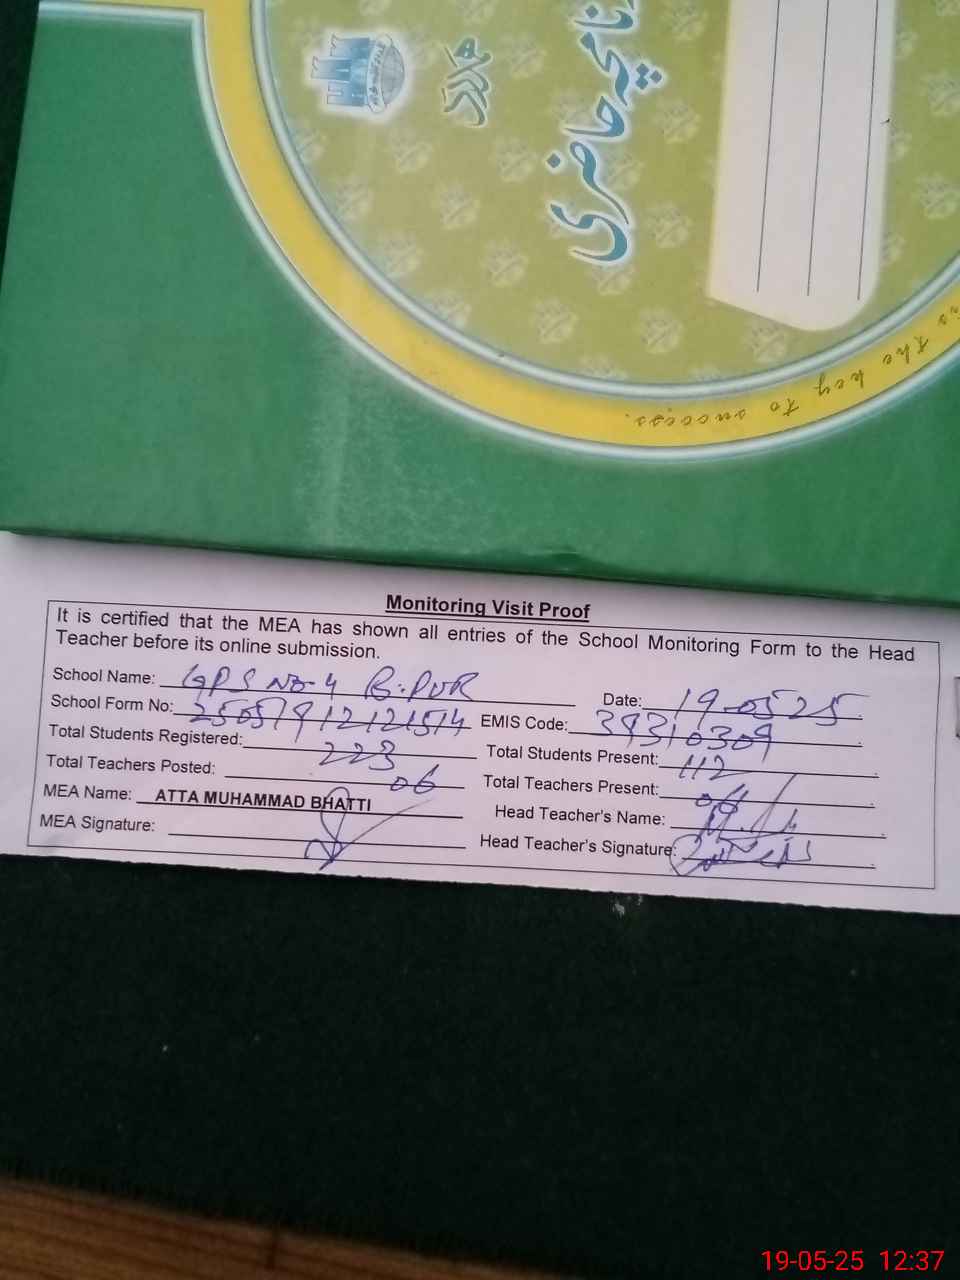 ہمدرد
حاضری
is the key to success.
Monitoring Visit Proof
It is certified that the MEA has shown all entries of the School Monitoring Form to the Head
Teacher before its online submission.
School Name: GPS No-4 B.PUR
Date: 19-05 25
School Form No: 25051912121514
EMIS Code: 39310309
Total Students Registered: 223
Total Students Present: 112
Total Teachers Posted: 06
Total Teachers Present: 06
MEA Name: ATTA MUHAMMAD BHATTI
Head Teacher's Name:
MEA Signature:
Head Teacher's Signature:
19-05-25 12:37